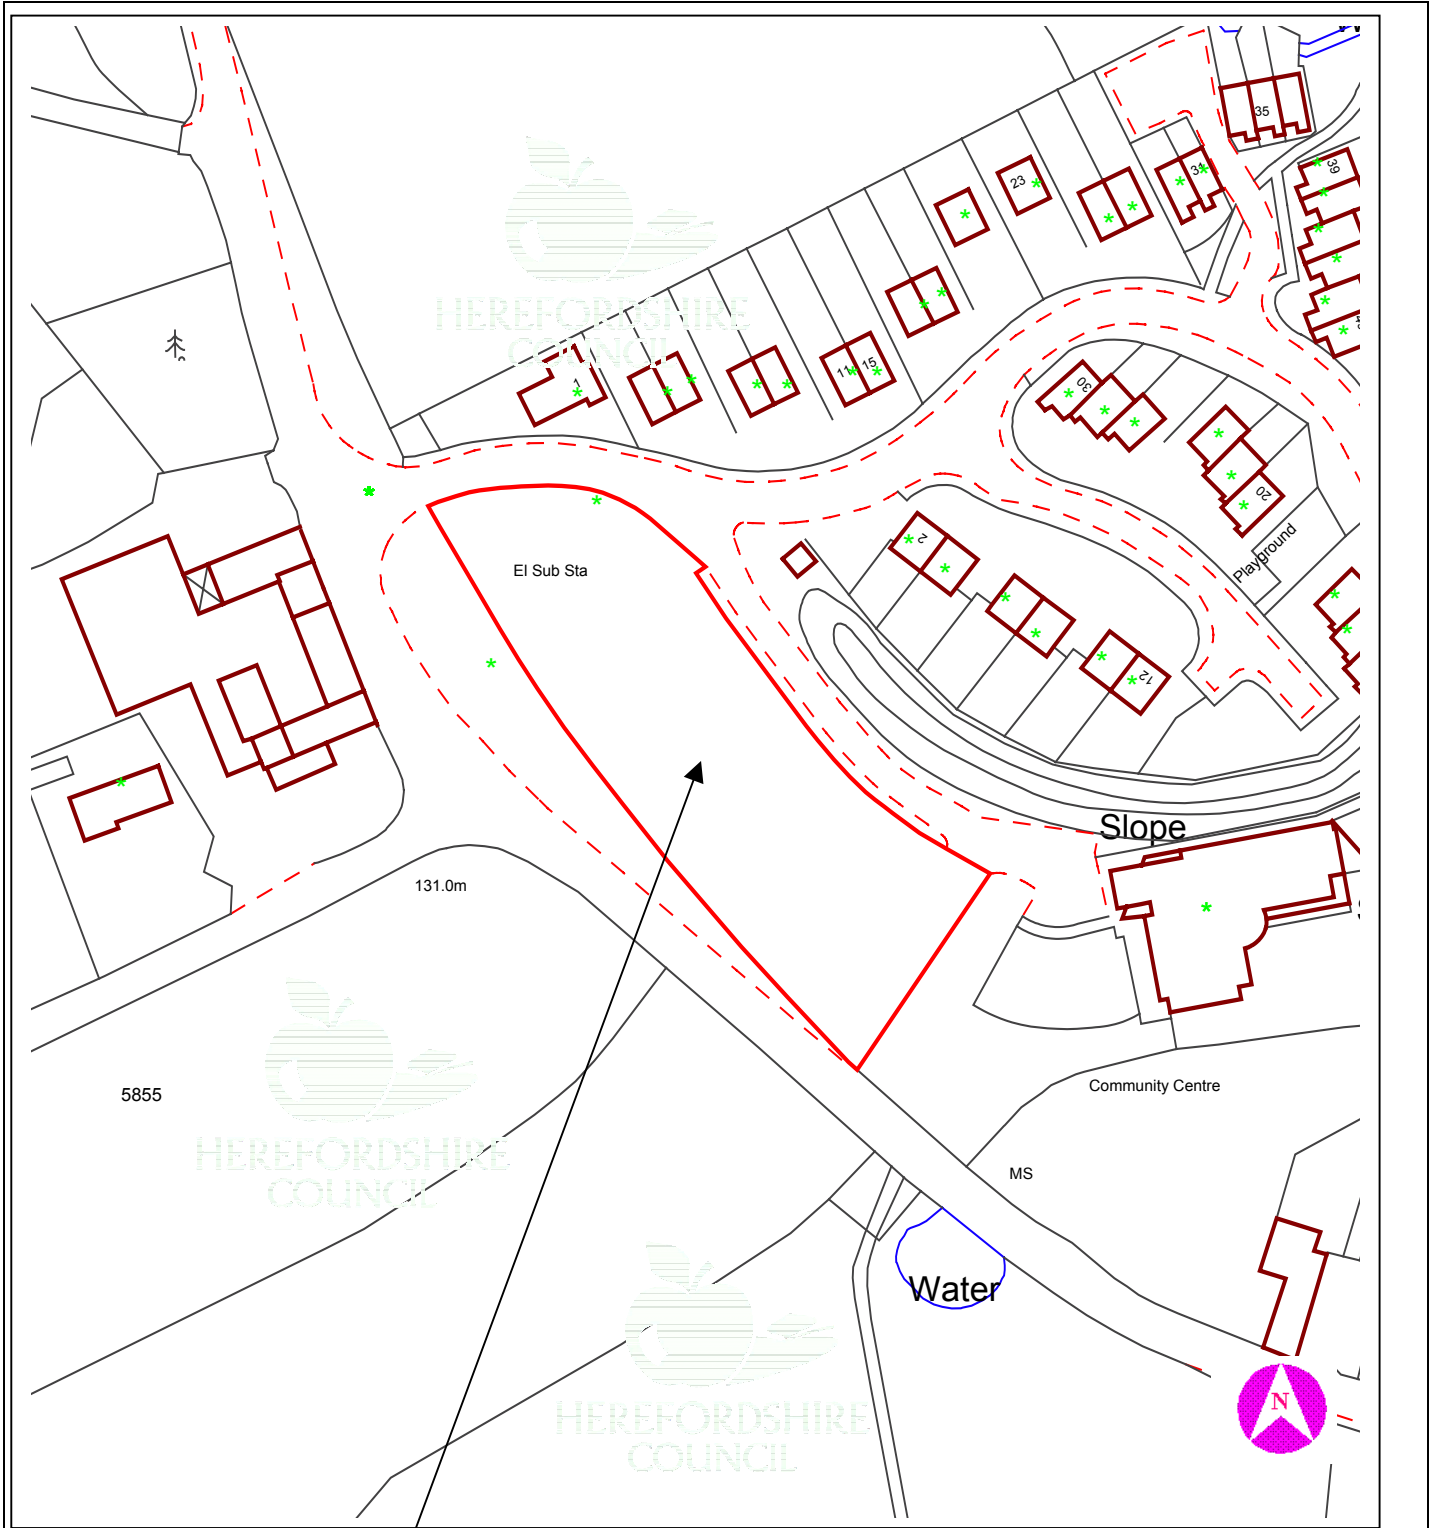 35
39
31
23
HEREFORDSHIRE
COUNCIL
15
11
1
30
20
2
Playground
El Sub Sta
12
Slope
131.0m
5855
HEREFORDSHIRE
COUNCIL
Community Centre
MS
Water
HEREFORDSHIRE
COUNCIL
N